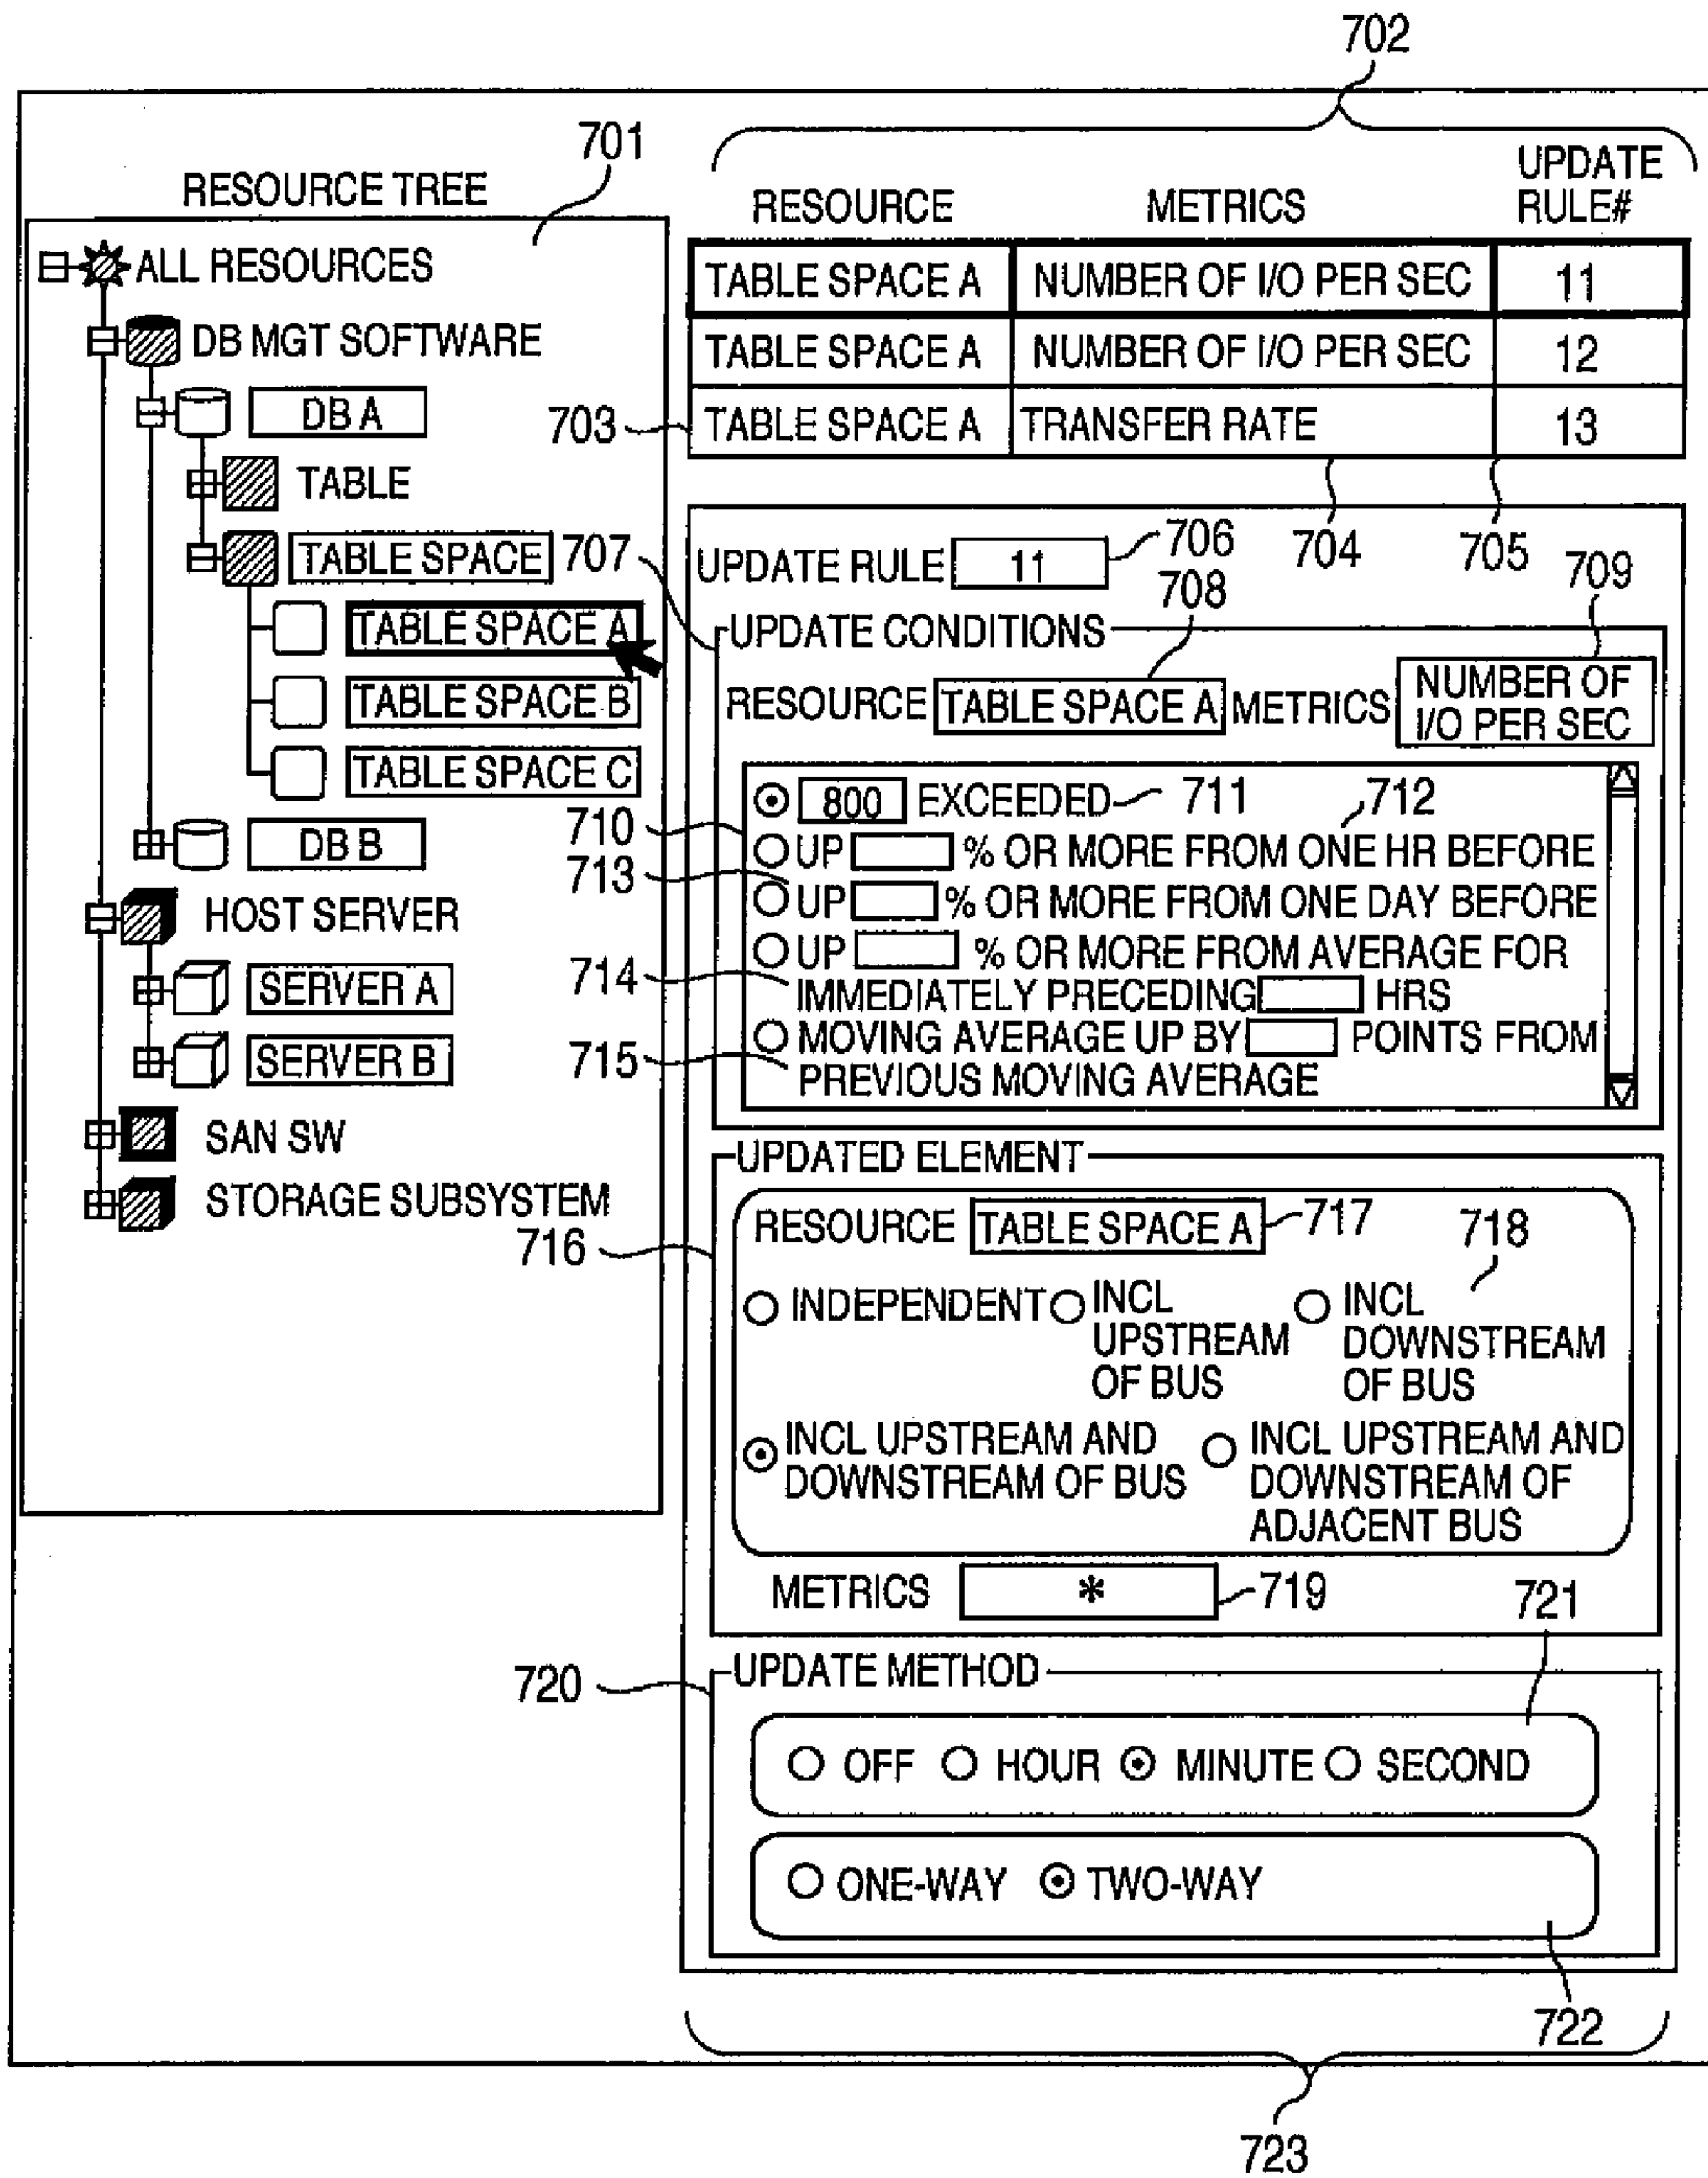 702
701
RESOURCE TREE
ALL RESOURCES
DB MGT SOFTWARE
DB A
TABLE
TABLE SPACE
TABLE SPACE A
TABLE SPACE B
TABLE SPACE C
DB B
HOST SERVER
SERVER A
SERVER B
SAN SW
STORAGE SUBSYSTEM
RESOURCE METRICS UPDATE RULE#
TABLE SPACE A NUMBER OF I/O PER SEC 11
TABLE SPACE A NUMBER OF I/O PER SEC 12
703 TABLE SPACE A TRANSFER RATE 13
704 705
UPDATE RULE 11 706
707 708 709
UPDATE CONDITIONS
RESOURCE TABLE SPACE A METRICS NUMBER OF I/O PER SEC
800 EXCEEDED 711 712
710
UP % OR MORE FROM ONE HR BEFORE
713
UP % OR MORE FROM ONE DAY BEFORE
UP % OR MORE FROM AVERAGE FOR
714 IMMEDIATELY PRECEDING HRS
MOVING AVERAGE UP BY POINTS FROM
715 PREVIOUS MOVING AVERAGE
UPDATED ELEMENT
716
RESOURCE TABLE SPACE A 717 718
INDEPENDENT
INCL
UPSTREAM
OF BUS
INCL
DOWNSTREAM
OF BUS
INCL UPSTREAM AND
DOWNSTREAM OF BUS
INCL UPSTREAM AND
DOWNSTREAM OF
ADJACENT BUS
METRICS * 719
721
720 UPDATE METHOD
OFF HOUR MINUTE SECOND
ONE-WAY TWO-WAY
722
723